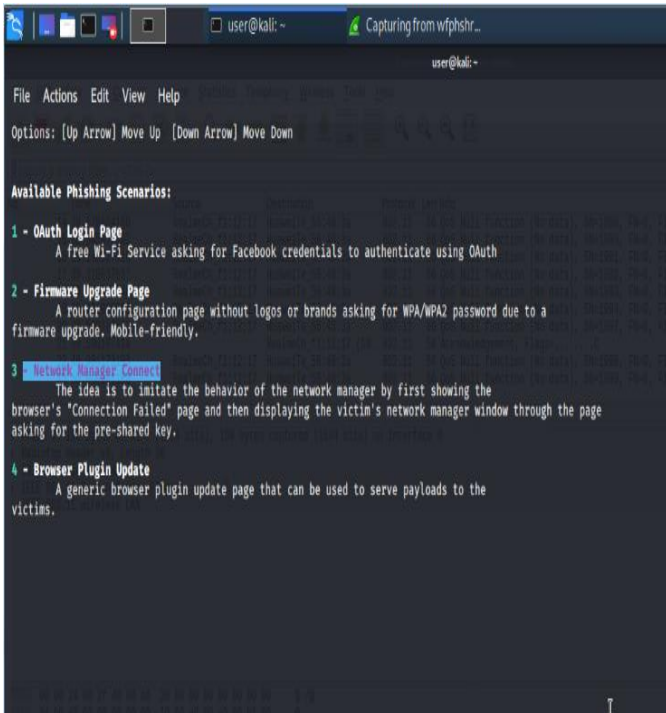 user@kali: ~
Capturing from wfphshr...
user@kali: ~
File Actions Edit View Help
Options: [Up Arrow] Move Up [Down Arrow] Move Down
Available Phishing Scenarios:
1 - OAuth Login Page
A free Wi-Fi Service asking for Facebook credentials to authenticate using OAuth
2 - Firmware Upgrade Page
A router configuration page without logos or brands asking for WPA/WPA2 password due to a
firmware upgrade. Mobile-friendly.
3 - Network Manager Connect
The idea is to imitate the behavior of the network manager by first showing the
browser's "Connection Failed" page and then displaying the victim's network manager window through the page
asking for the pre-shared key.
4 - Browser Plugin Update
A generic browser plugin update page that can be used to serve payloads to the
victims.